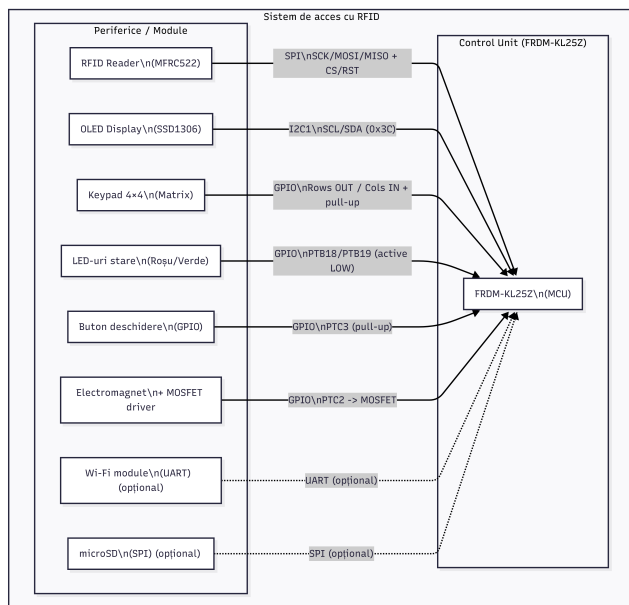 Sistem de acces cu RFID
Periferice / Module
Control Unit (FRDM-KL25Z)
RFID Reader\n(MFRC522)
SPI\nSCK/MOSI/MISO +
CS/RST
OLED Display\n(SSD1306)
I2C1\nSCL/SDA (0x3C)
Keypad 4×4\n(Matrix)
GPIO\nRows OUT / Cols IN +
pull-up
LED-uri stare\n(Roșu/Verde)
GPIO\nPTB18/PTB19 (active
LOW)
FRDM-KL25Z\n(MCU)
Buton deschidere\n(GPIO)
GPIO\nPTC3 (pull-up)
Electromagnet\n+ MOSFET
driver
GPIO\nPTC2 -> MOSFET
Wi-Fi module\n(UART)
(opțional)
UART (opțional)
microSD\n(SPI) (opțional)
SPI (opțional)